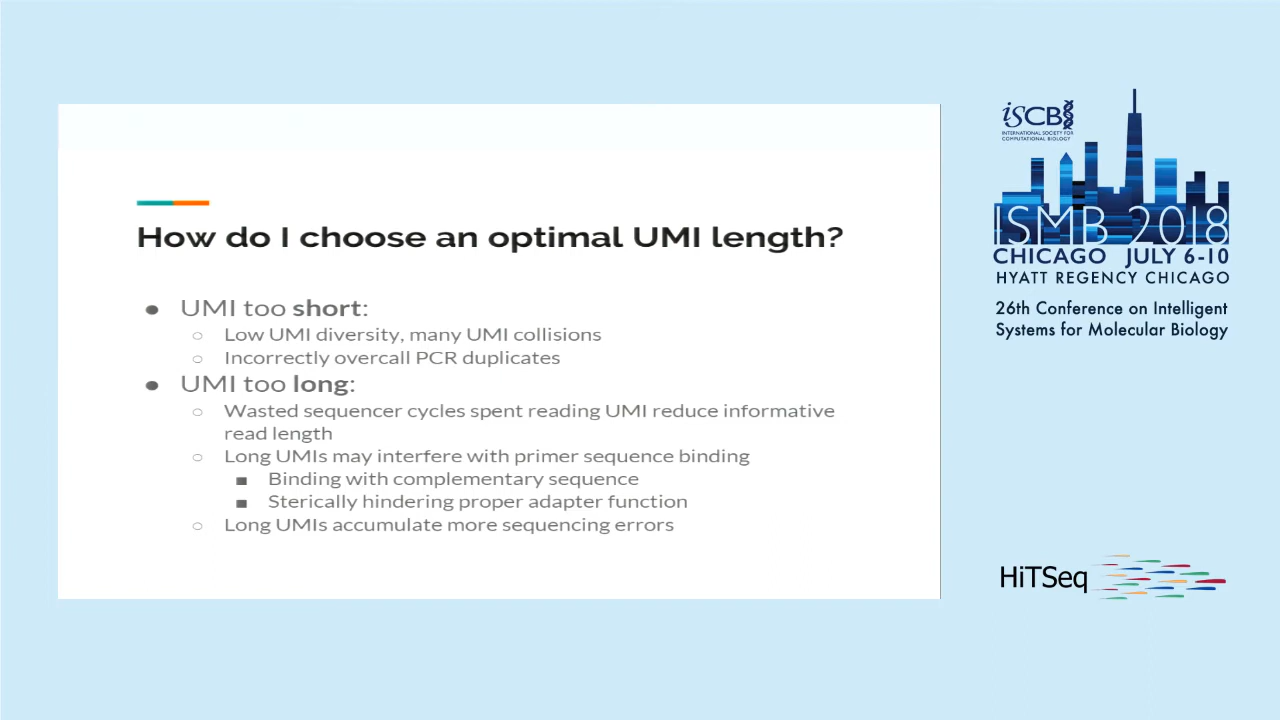 How do I choose an optimal UMI length?
● UMI too short:
○ Low UMI diversity, many UMI collisions
○ Incorrectly overcall PCR duplicates
● UMI too long:
○ Wasted sequencer cycles spent reading UMI reduce informative
read length
○ Long UMIs may interfere with primer sequence binding
■ Binding with complementary sequence
■ Sterically hindering proper adapter function
○ Long UMIs accumulate more sequencing errors
iSCB
INTERNATIONAL SOCIETY FOR
COMPUTATIONAL BIOLOGY
ISMB 2018
CHICAGO JULY 6-10
HYATT REGENCY CHICAGO
26th Conference on Intelligent
Systems for Molecular Biology
HiTSeq